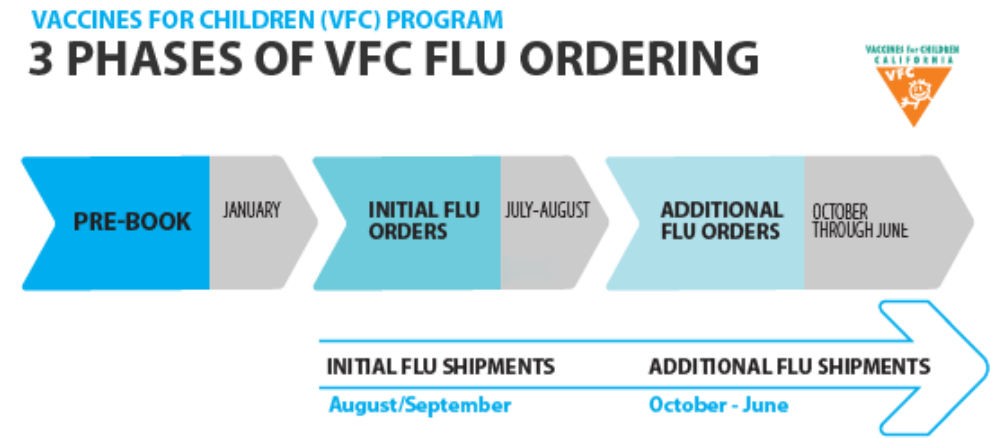 VACCINES FOR CHILDREN (VFC) PROGRAM
3 PHASES OF VFC FLU ORDERING
VACCINES for CHILDREN
CALIFORNIA
VFC
PRE-BOOK
JANUARY
INITIAL FLU
ORDERS
JULY-AUGUST
ADDITIONAL
FLU ORDERS
OCTOBER
THROUGH JUNE
INITIAL FLU SHIPMENTS
ADDITIONAL FLU SHIPMENTS
August/September
October - June